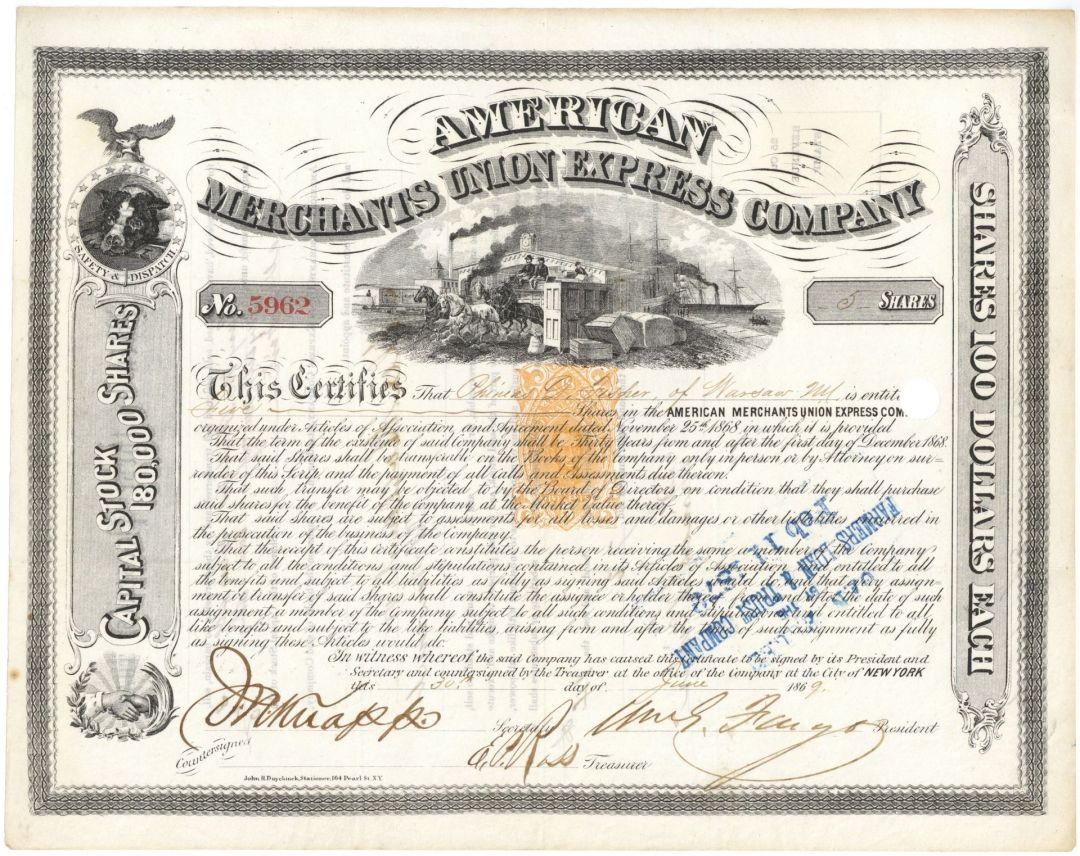 AMERICAN
MERCHANTS UNION EXPRESS COMPANY
SAFETY & DISPATCH
No. 5962
5 SHARES
CAPITAL STOCK 180,000 SHARES
SHARES 100 DOLLARS EACH
This Certifies That D. Fisher, of Warsaw is entit
Five Shares in the AMERICAN MERCHANTS UNION EXPRESS COM
organized under Articles of Association, and Agreement dated November 25th 1868 in which it is provided
That the term of the existence of said Company shall be Thirty Years from and after the first day of December 1868.
That said Shares shall be transferable on the Books of the Company only in person or by Attorney on sur-
render of this Scrip and the payment of all Calls and Assessments due thereon.
That such transfer may be objected to by the Board of Directors on condition that they shall purchase
said shares for the benefit of the Company at the Market Value thereof.
That said Shares are subject to assessment for all losses and damages or other liabilities incurred in
the prosecution of the business of the Company.
That the receipt of this Certificate constitutes the person receiving the same a member of the Company
subject to all the conditions and stipulations contained in its Articles of Association and entitled to all
the benefits and subject to all liabilities, as fully as signing said Articles would do and that any assign-
ment or transfer of said Shares shall constitute the assignee or holder thereof from and after the date of such
assignment a member of the Company subject to all such conditions and stipulations and entitled to all
like benefits and subject to the like liabilities, arising from and after the date of such assignment as fully
as signing those Articles would do.
In witness whereof the said Company has caused this Certificate to be signed by its President and
Secretary and countersigned by the Treasurer at the office of the Company at the City of NEW YORK
this 30th day of June 1869.
J N Knapp Secretary Wm G. Fargo President
Countersigned
Ross Treasurer
John R. Duyckinck, Stationer, 164 Pearl St. N.Y.
FARMERS' LOAN & TRUST COMPANY
OF THE
FEB 11